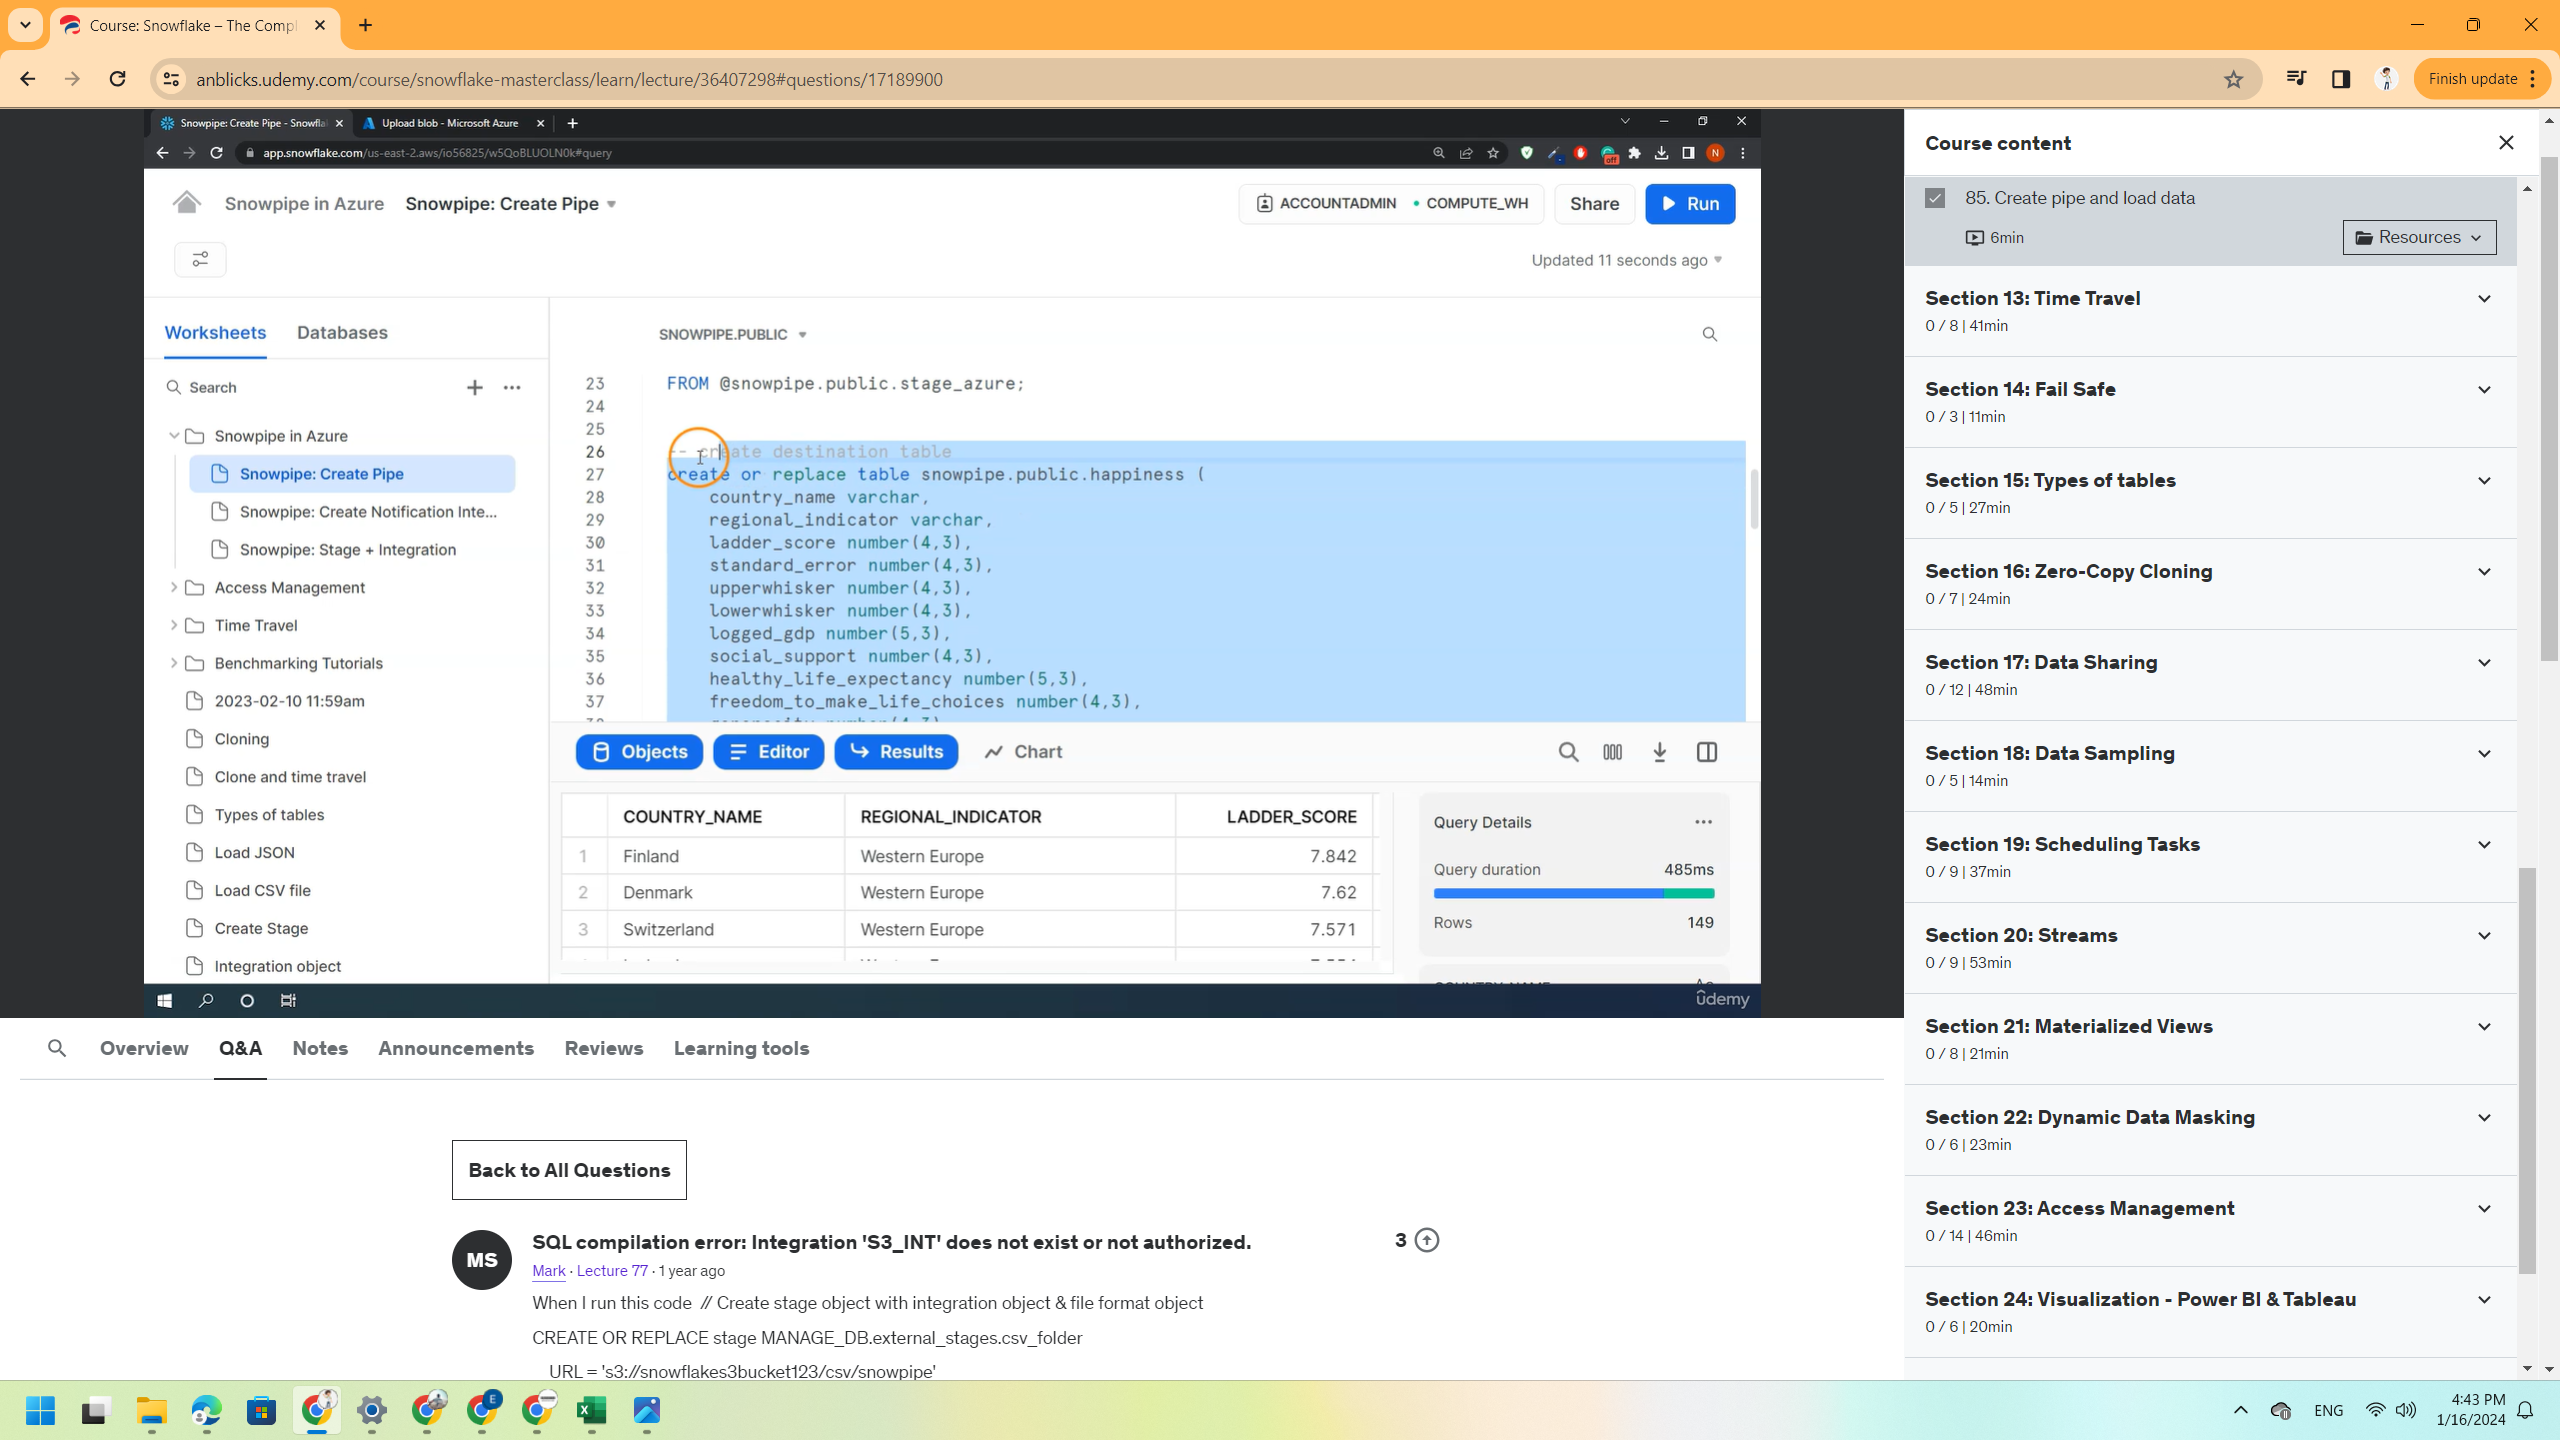 Course: Snowflake – The Compl
anblicks.udemy.com/course/snowflake-masterclass/learn/lecture/36407298#questions/17189900
Finish update
Snowpipe: Create Pipe - Snowfla
Upload blob - Microsoft Azure
app.snowflake.com/us-east-2.aws/io56825/w5QoBLUOLN0k#query
off
N
Snowpipe in Azure
Snowpipe: Create Pipe
ACCOUNTADMIN
COMPUTE_WH
Share
Run
Updated 11 seconds ago
Worksheets
Databases
Search
Snowpipe in Azure
Snowpipe: Create Pipe
Snowpipe: Create Notification Inte...
Snowpipe: Stage + Integration
Access Management
Time Travel
Benchmarking Tutorials
2023-02-10 11:59am
Cloning
Clone and time travel
Types of tables
Load JSON
Load CSV file
Create Stage
Integration object
SNOWPIPE.PUBLIC
23 FROM @snowpipe.public.stage_azure;
24
25
26 -- create destination table
27 create or replace table snowpipe.public.happiness (
28 country_name varchar,
29 regional_indicator varchar,
30 ladder_score number(4,3),
31 standard_error number(4,3),
32 upperwhisker number(4,3),
33 lowerwhisker number(4,3),
34 logged_gdp number(5,3),
35 social_support number(4,3),
36 healthy_life_expectancy number(5,3),
37 freedom_to_make_life_choices number(4,3),
Objects
Editor
Results
Chart
COUNTRY_NAME REGIONAL_INDICATOR LADDER_SCORE
1 Finland Western Europe 7.842
2 Denmark Western Europe 7.62
3 Switzerland Western Europe 7.571
Query Details
Query duration 485ms
Rows 149
ûdemy
Overview
Q&A
Notes
Announcements
Reviews
Learning tools
Back to All Questions
MS
SQL compilation error: Integration 'S3_INT' does not exist or not authorized.
3
Mark · Lecture 77 · 1 year ago
When I run this code // Create stage object with integration object & file format object
CREATE OR REPLACE stage MANAGE_DB.external_stages.csv_folder
URL = 's3://snowflakes3bucket123/csv/snowpipe'
Course content
85. Create pipe and load data
6min
Resources
Section 13: Time Travel
0 / 8 | 41min
Section 14: Fail Safe
0 / 3 | 11min
Section 15: Types of tables
0 / 5 | 27min
Section 16: Zero-Copy Cloning
0 / 7 | 24min
Section 17: Data Sharing
0 / 12 | 48min
Section 18: Data Sampling
0 / 5 | 14min
Section 19: Scheduling Tasks
0 / 9 | 37min
Section 20: Streams
0 / 9 | 53min
Section 21: Materialized Views
0 / 8 | 21min
Section 22: Dynamic Data Masking
0 / 6 | 23min
Section 23: Access Management
0 / 14 | 46min
Section 24: Visualization - Power BI & Tableau
0 / 6 | 20min
E
ENG
4:43 PM
1/16/2024